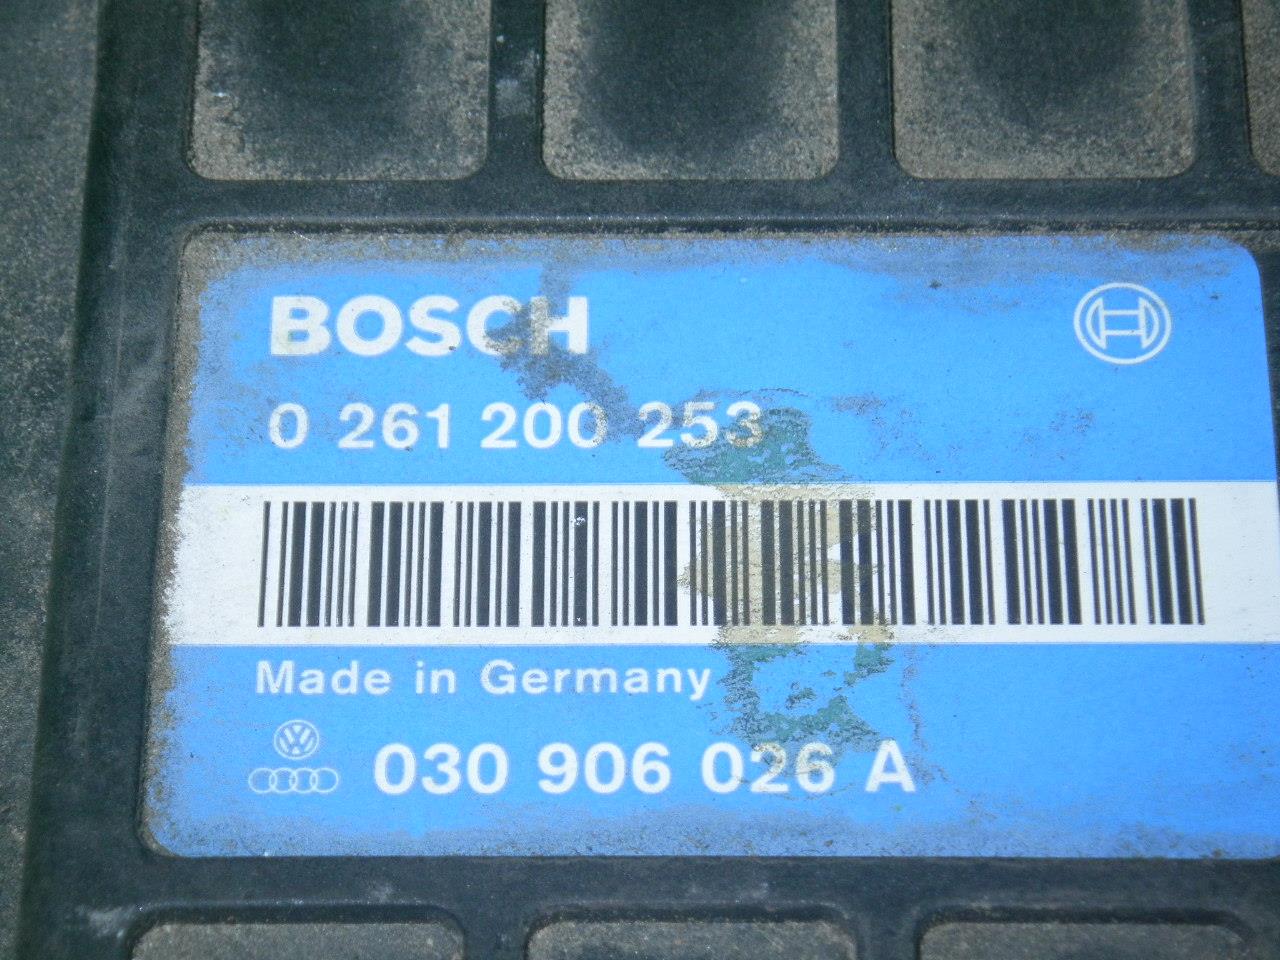 BOSCH
0 261 200 253
Made in Germany
030 906 026 A